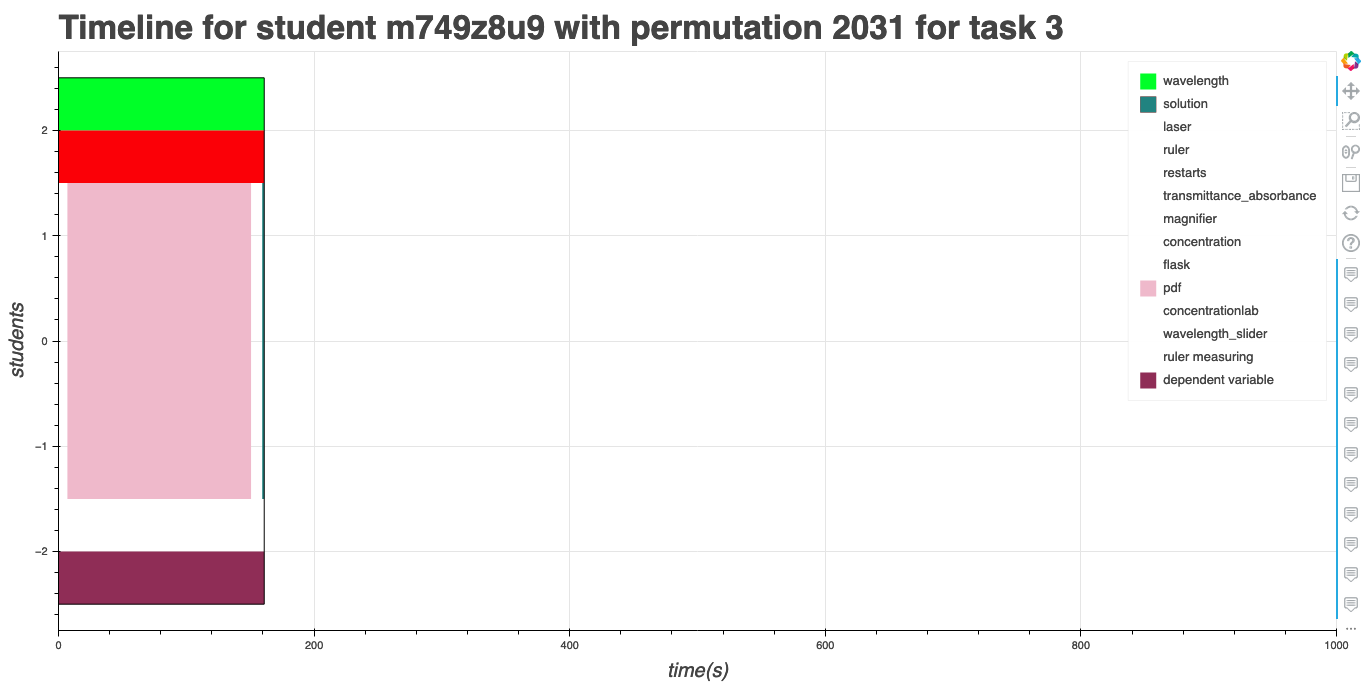 Timeline for student m749z8u9 with permutation 2031 for task 3
students
2
1
0
−1
−2
0
200
400
600
800
1000
time(s)
wavelength
solution
laser
ruler
restarts
transmittance_absorbance
magnifier
concentration
flask
pdf
concentrationlab
wavelength_slider
ruler measuring
dependent variable